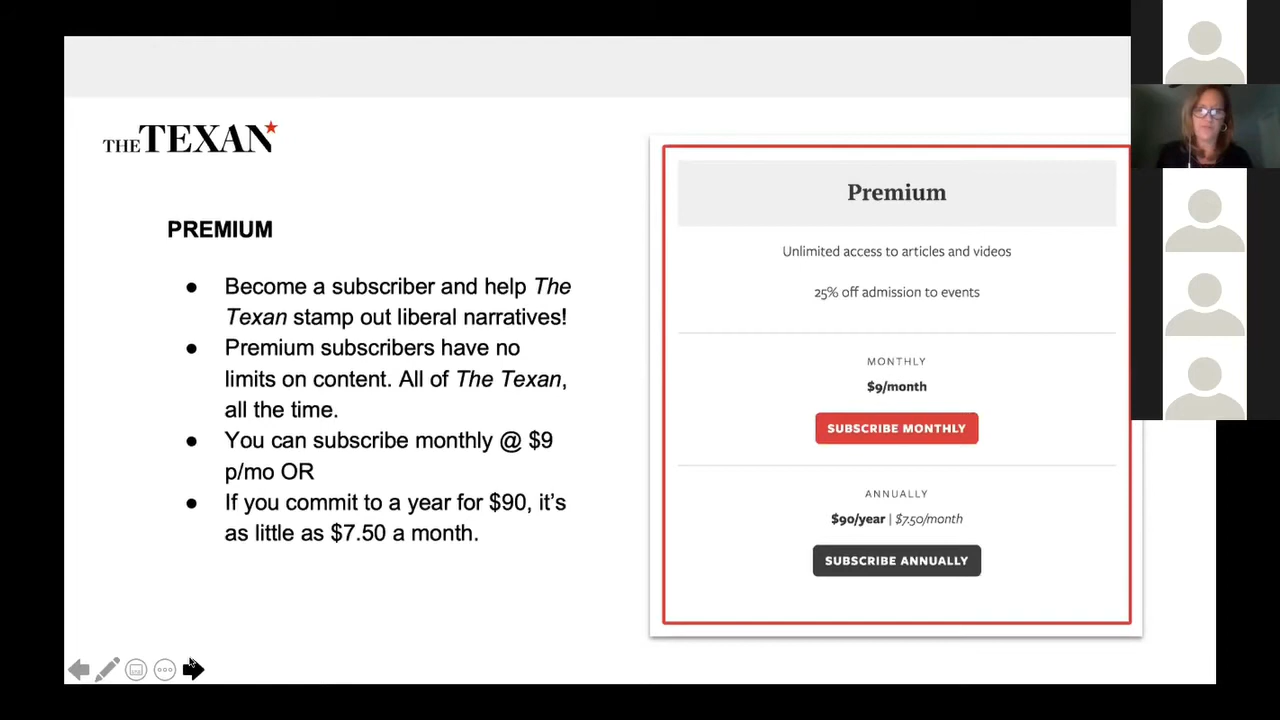 THE TEXAN
PREMIUM
● Become a subscriber and help The
Texan stamp out liberal narratives!
● Premium subscribers have no
limits on content. All of The Texan,
all the time.
● You can subscribe monthly @ $9
p/mo OR
● If you commit to a year for $90, it's
as little as $7.50 a month.
Premium
Unlimited access to articles and videos
25% off admission to events
MONTHLY
$9/month
SUBSCRIBE MONTHLY
ANNUALLY
$90/year | $7.50/month
SUBSCRIBE ANNUALLY